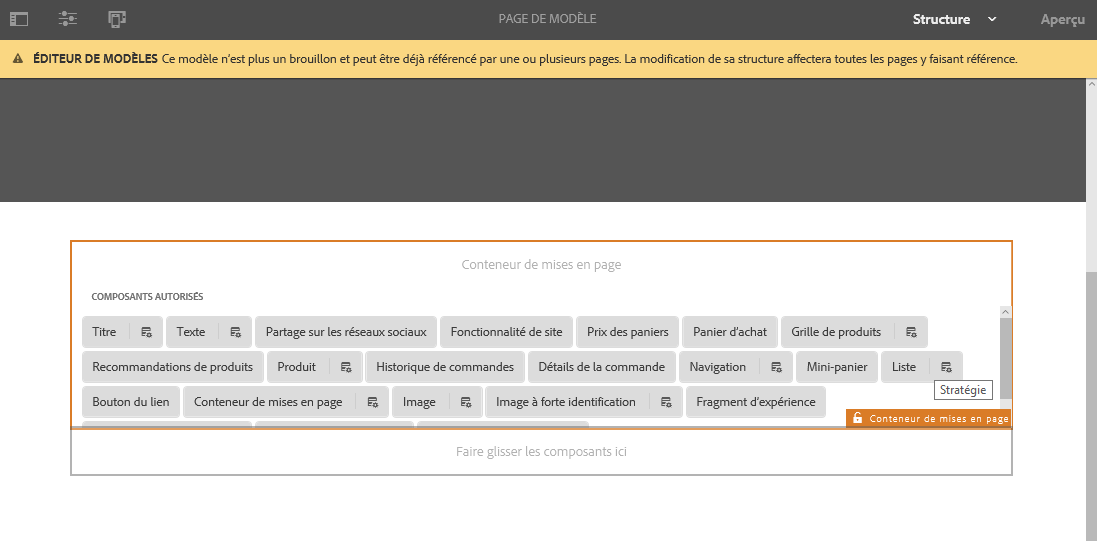 PAGE DE MODÈLE Structure Aperçu
ÉDITEUR DE MODÈLES Ce modèle n’est plus un brouillon et peut être déjà référencé par une ou plusieurs pages. La modification de sa structure affectera toutes les pages y faisant référence.
Conteneur de mises en page
COMPOSANTS AUTORISÉS
Titre Texte Partage sur les réseaux sociaux Fonctionnalité de site Prix des paniers Panier d’achat Grille de produits
Recommandations de produits Produit Historique de commandes Détails de la commande Navigation Mini-panier Liste
Stratégie
Bouton du lien Conteneur de mises en page Image Image à forte identification Fragment d’expérience
Conteneur de mises en page
Faire glisser les composants ici